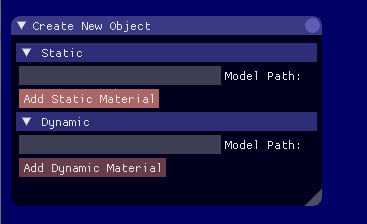 Create New Object
Static
Model Path:
Add Static Material
Dynamic
Model Path:
Add Dynamic Material